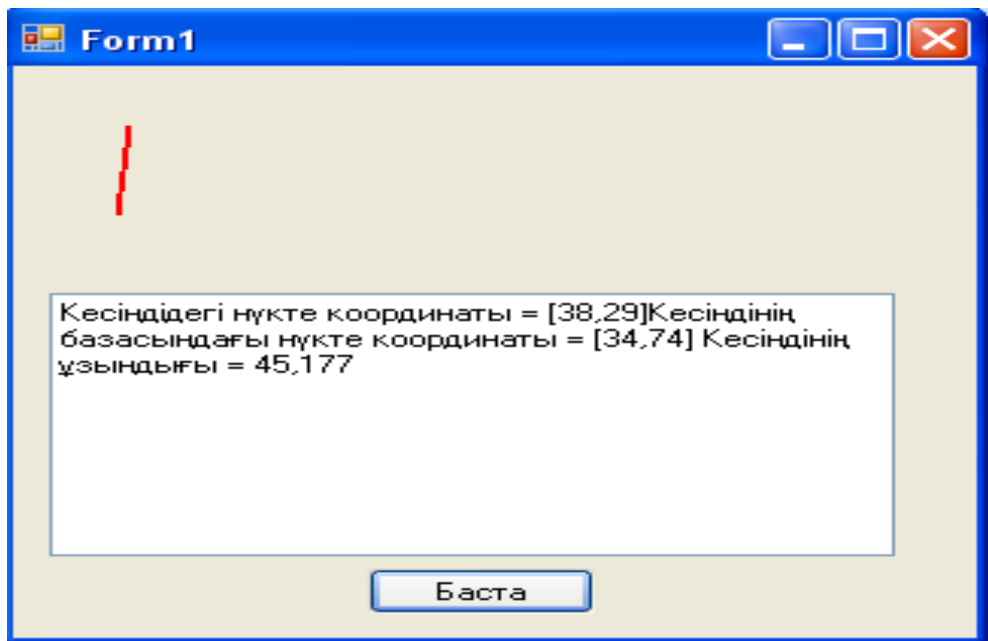 Form1
Кесіндідегі нүкте координаты = [38,29]Кесіндінің
базасындағы нүкте координаты = [34,74] Кесіндінің
ұзындығы = 45,177
Баста